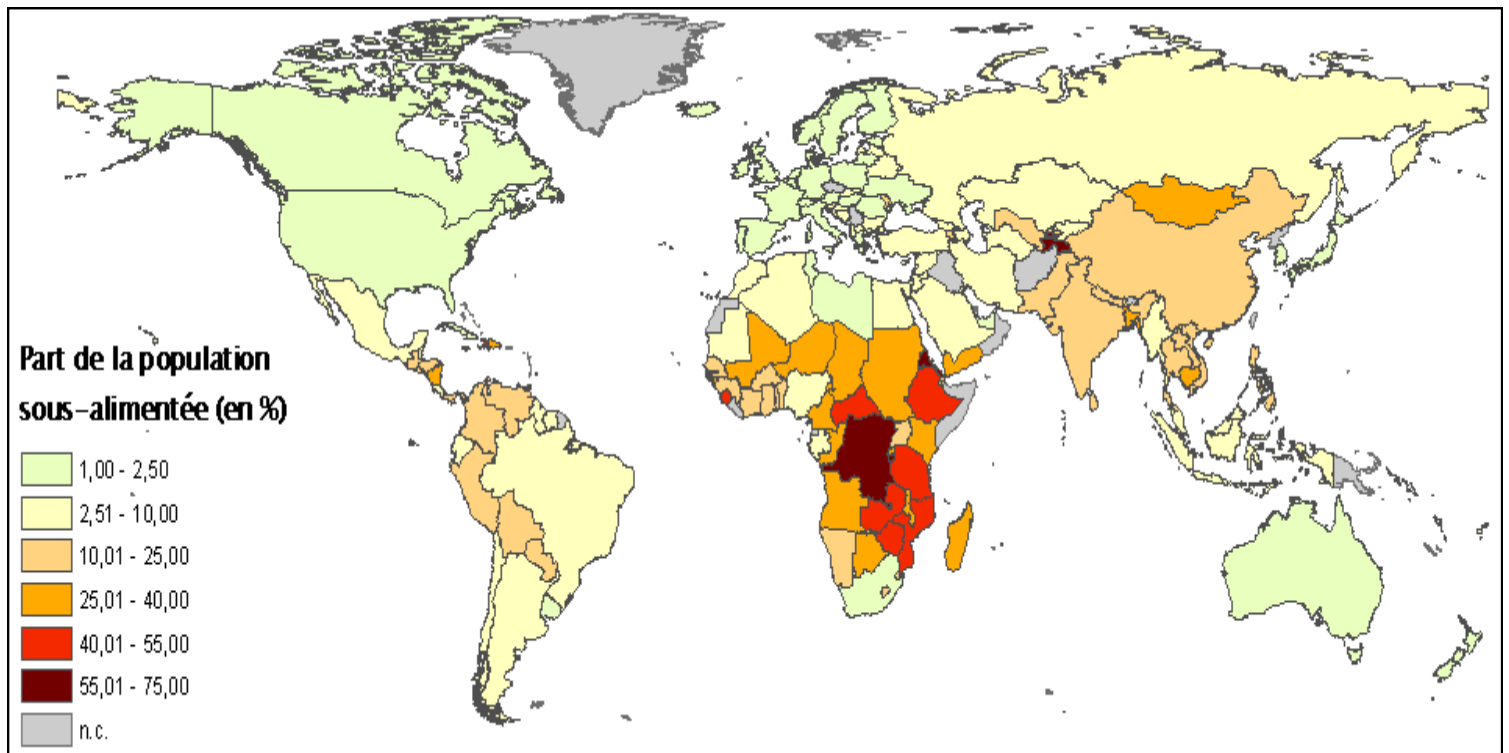 Part de la population
sous-alimentée (en %)
1,00 - 2,50
2,51 - 10,00
10,01 - 25,00
25,01 - 40,00
40,01 - 55,00
55,01 - 75,00
n.c.